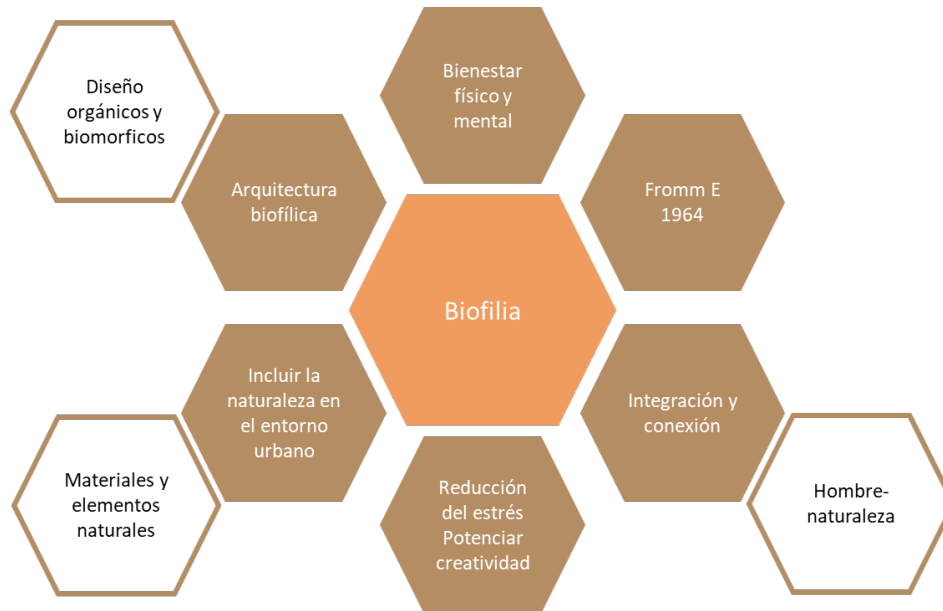 Diseño
orgánicos y
biomorficos
Bienestar
físico y
mental
Arquitectura
biofílica
Fromm E
1964
Biofilia
Incluir la
naturaleza en
el entorno
urbano
Integración y
conexión
Materiales y
elementos
naturales
Reducción
del estrés
Potenciar
creatividad
Hombre-
naturaleza